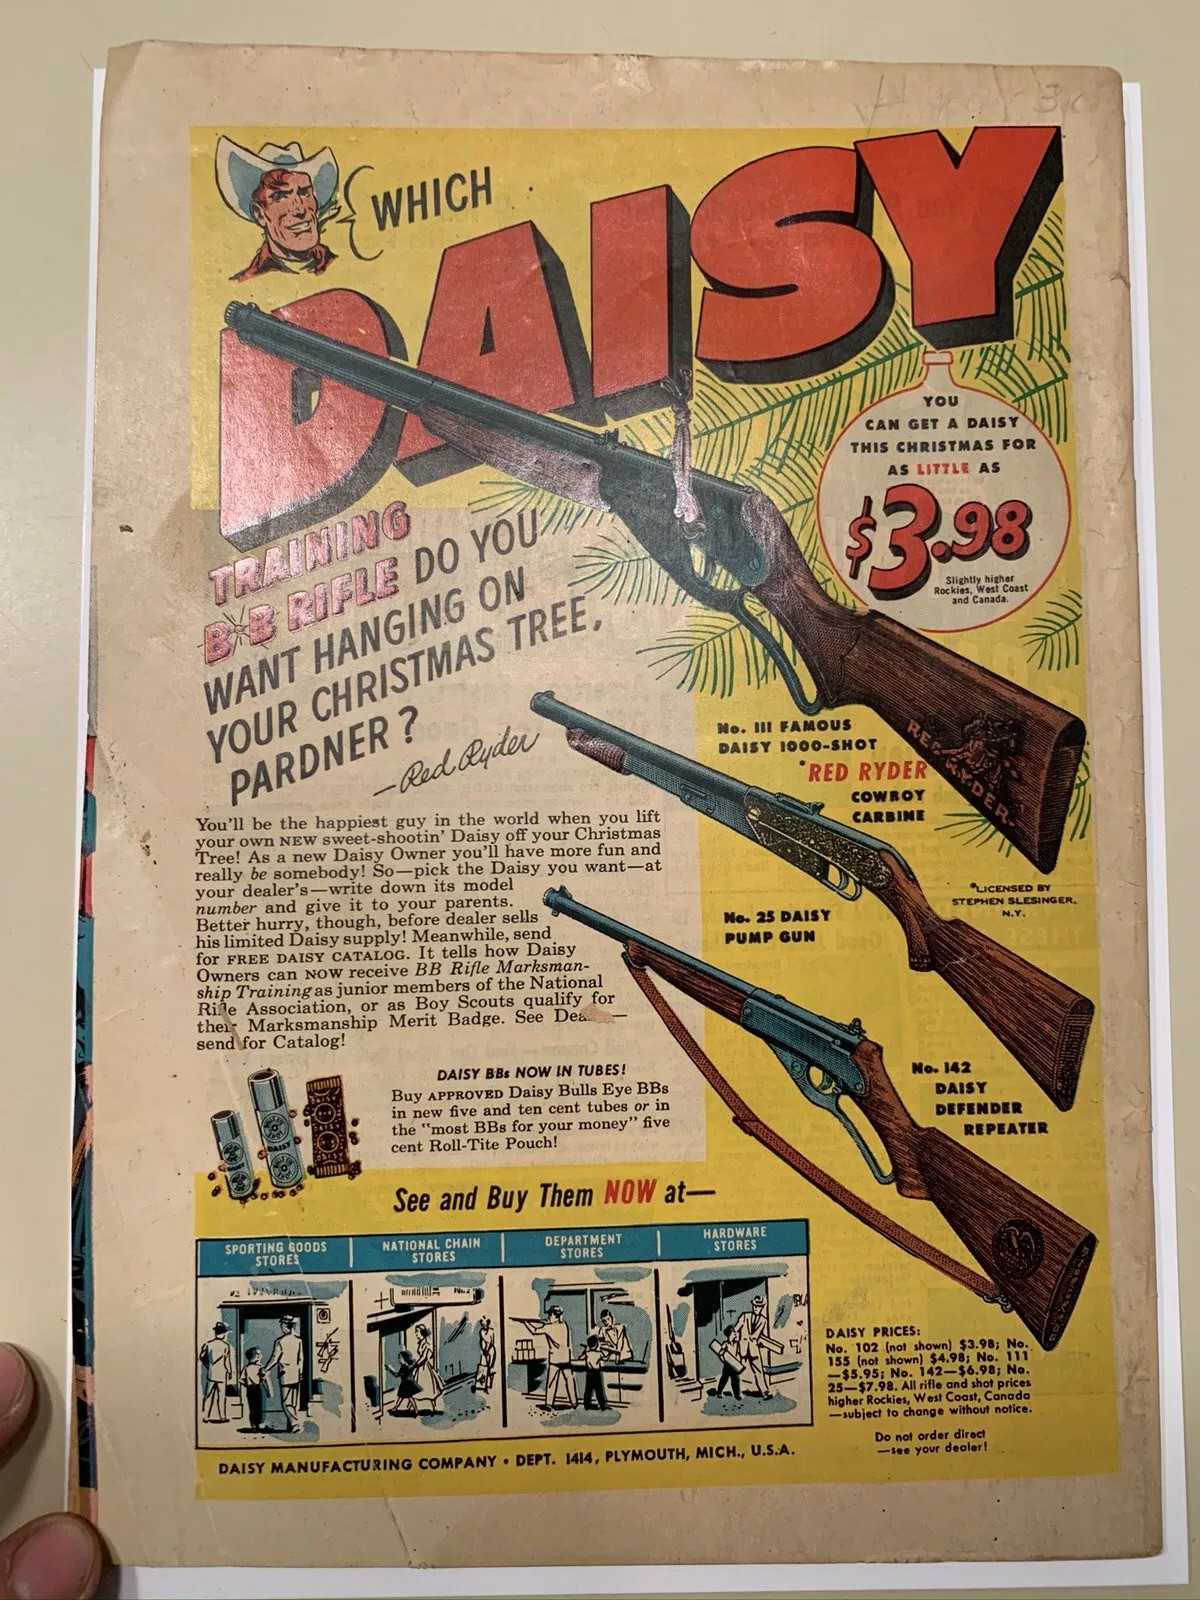 WHICH
DAISY
TRAINING
B·B RIFLE DO YOU
WANT HANGING ON
YOUR CHRISTMAS TREE,
PARDNER?
—Red Ryder
YOU
CAN GET A DAISY
THIS CHRISTMAS FOR
AS LITTLE AS
$3.98
Slightly higher
Rockies, West Coast
and Canada.
No. 111 FAMOUS
DAISY 1000-SHOT
*RED RYDER
COWBOY
CARBINE
RED RYDER
*LICENSED BY
STEPHEN SLESINGER,
N.Y.
You'll be the happiest guy in the world when you lift
your own NEW sweet-shootin' Daisy off your Christmas
Tree! As a new Daisy Owner you'll have more fun and
really be somebody! So—pick the Daisy you want—at
your dealer's—write down its model
number and give it to your parents.
Better hurry, though, before dealer sells
his limited Daisy supply! Meanwhile, send
for FREE DAISY CATALOG. It tells how Daisy
Owners can NOW receive BB Rifle Marksman-
ship Training as junior members of the National
Rifle Association, or as Boy Scouts qualify for
their Marksmanship Merit Badge. See Dea—
send for Catalog!
No. 25 DAISY
PUMP GUN
No. 142
DAISY
DEFENDER
REPEATER
DAISY BBs NOW IN TUBES!
Buy APPROVED Daisy Bulls Eye BBs
in new five and ten cent tubes or in
the "most BBs for your money" five
cent Roll-Tite Pouch!
DAISY
See and Buy Them NOW at—
SPORTING GOODS
STORES
NATIONAL CHAIN
STORES
DEPARTMENT
STORES
HARDWARE
STORES
DAISY PRICES:
No. 102 (not shown) $3.98; No.
155 (not shown) $4.98; No. 111
—$5.95; No. 142—$6.98; No.
25—$7.98. All rifle and shot prices
higher Rockies, West Coast, Canada
—subject to change without notice.
Do not order direct
—see your dealer!
DAISY MANUFACTURING COMPANY • DEPT. 1414, PLYMOUTH, MICH., U.S.A.